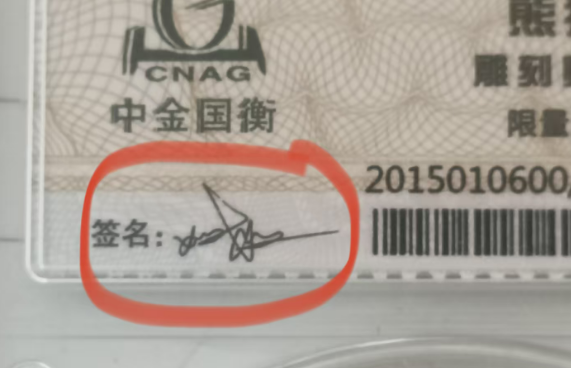 熊
CNAG
雕刻
中金国衡
限量
2015010600
签名: